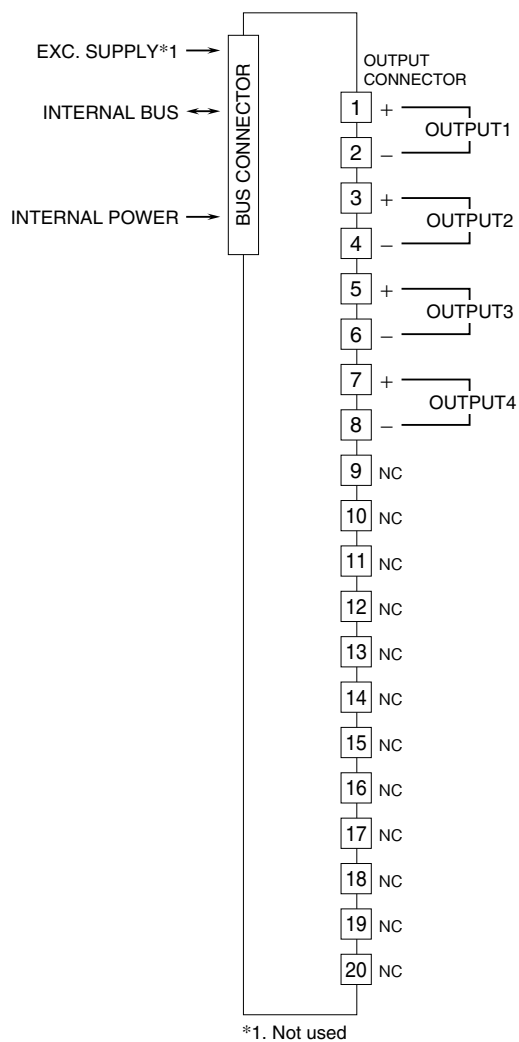 EXC. SUPPLY*1
INTERNAL BUS
INTERNAL POWER
BUS CONNECTOR
OUTPUT
CONNECTOR
1 +
OUTPUT1
2 −
3 +
OUTPUT2
4 −
5 +
OUTPUT3
6 −
7 +
OUTPUT4
8 −
9 NC
10 NC
11 NC
12 NC
13 NC
14 NC
15 NC
16 NC
17 NC
18 NC
19 NC
20 NC
*1. Not used